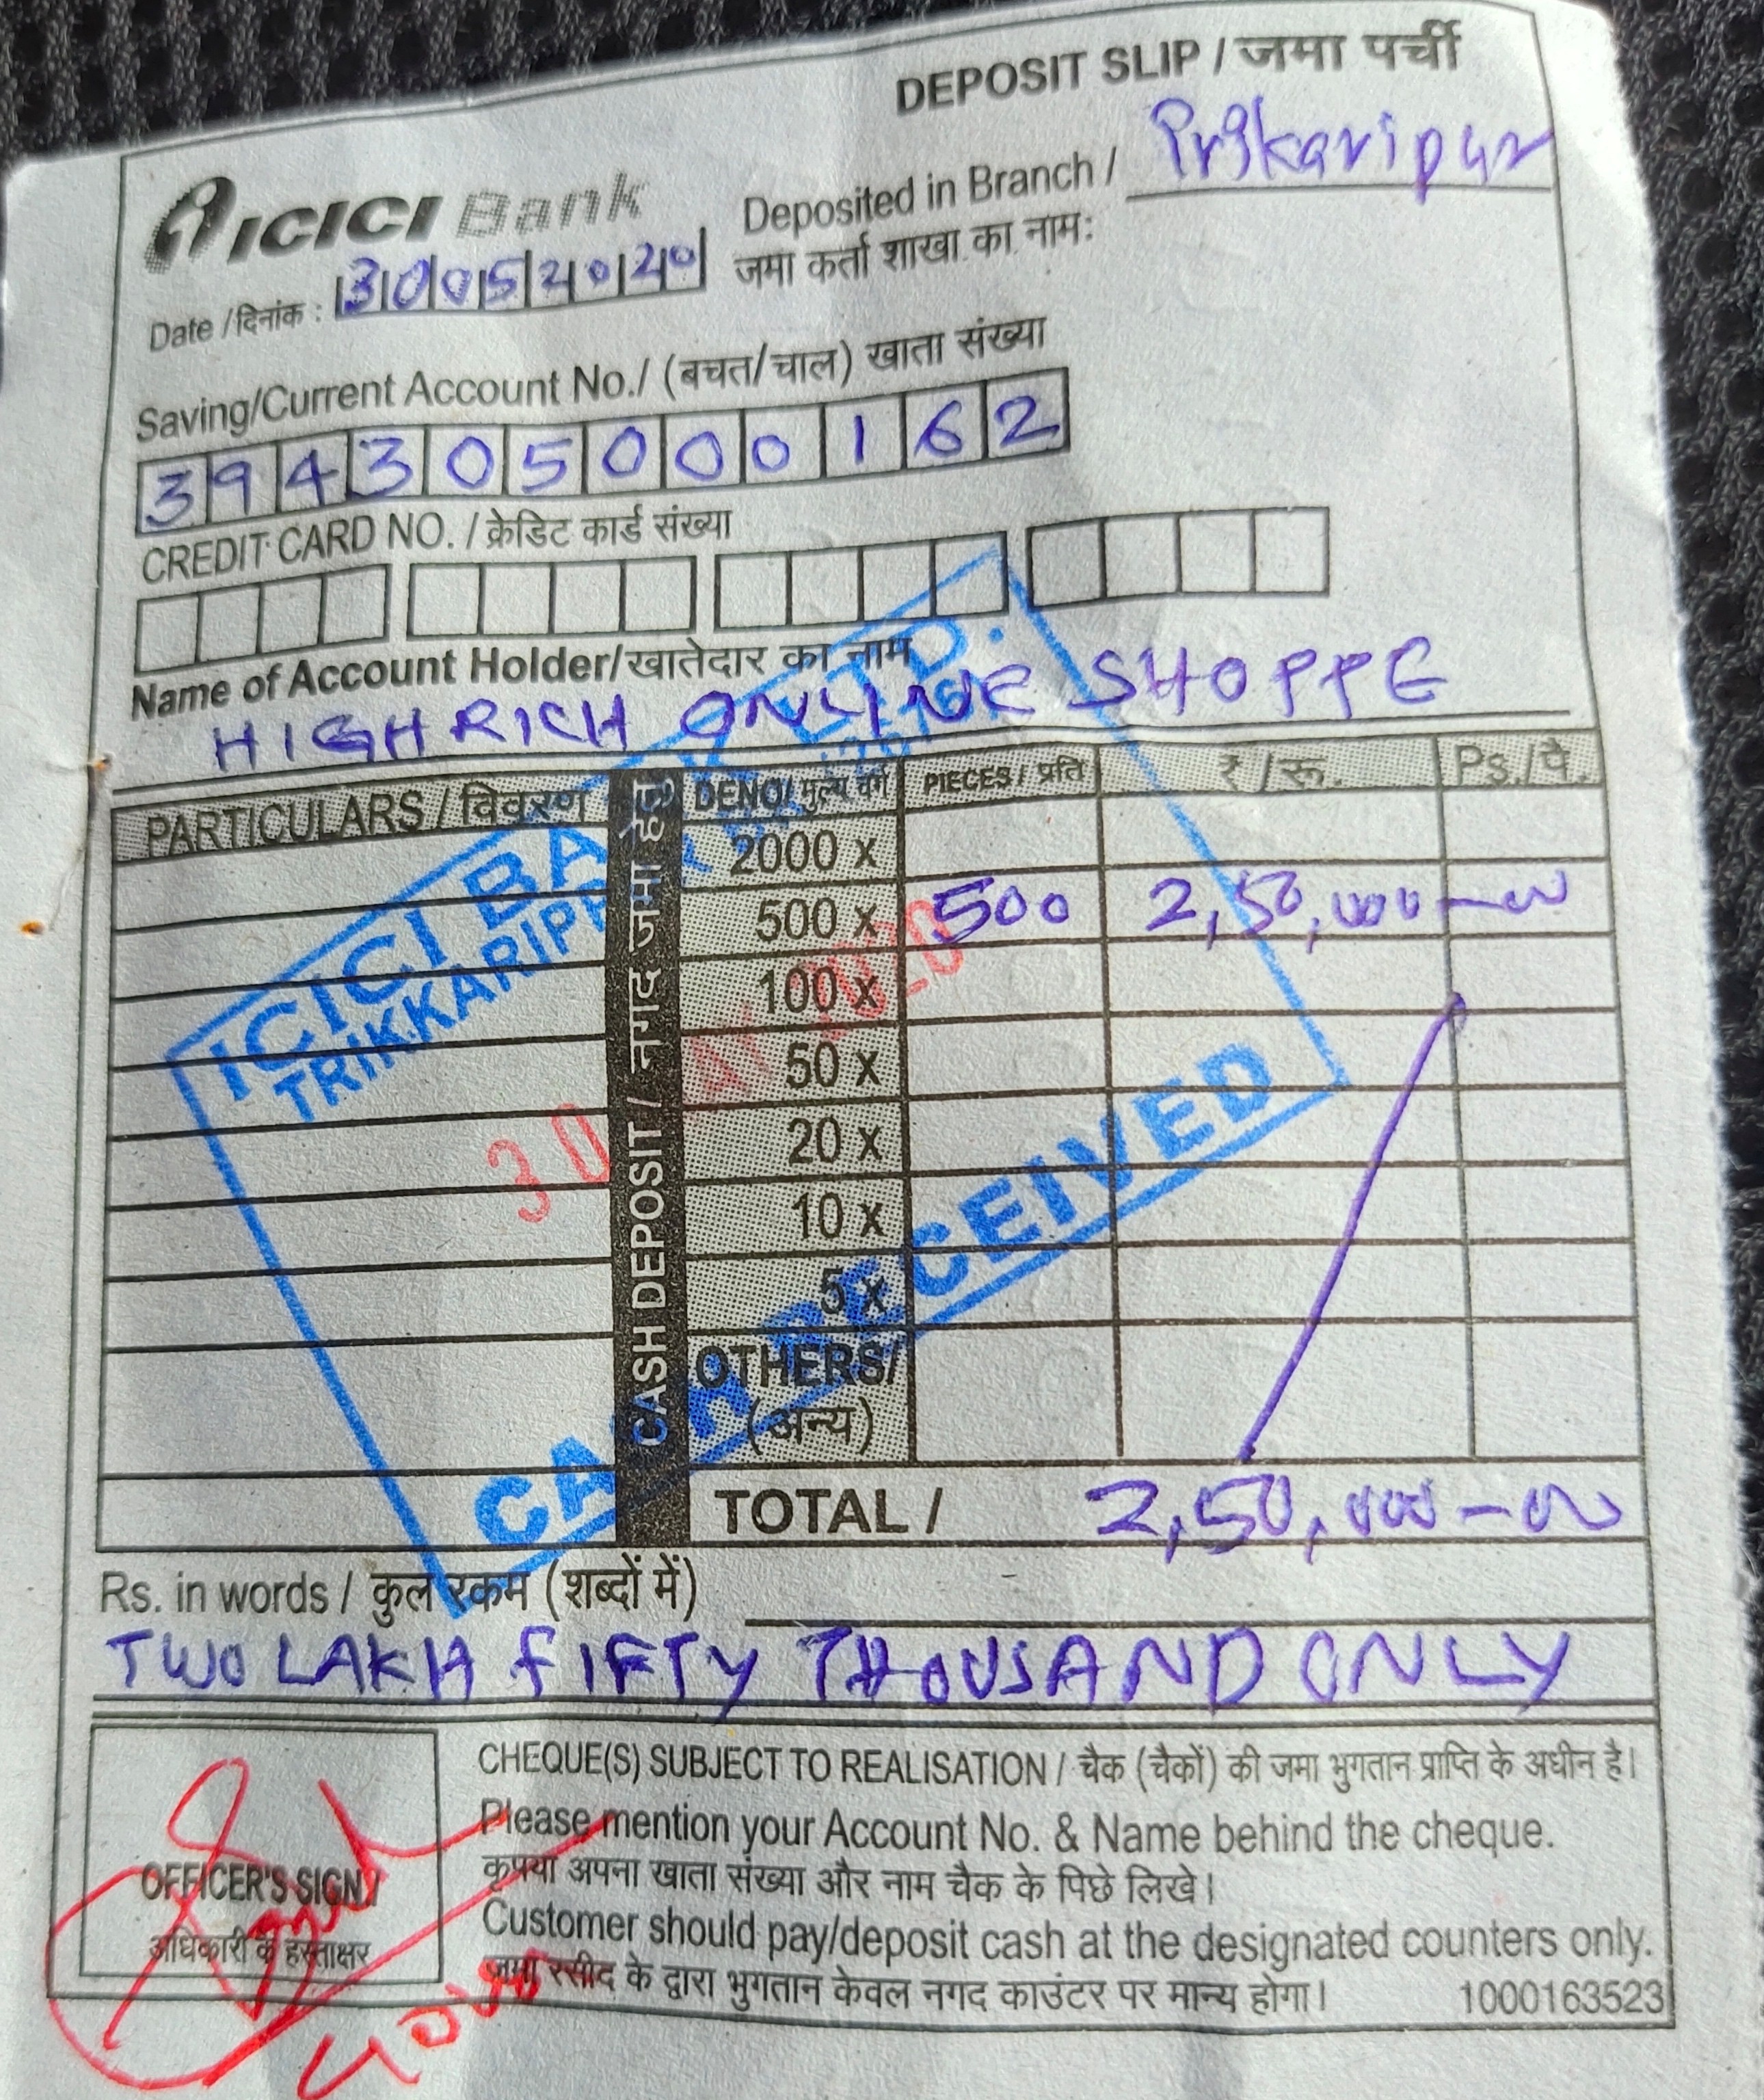 DEPOSIT SLIP / जमा पर्ची
ICICI Bank
Deposited in Branch / Prskaripur
जमा कर्ता शाखा का नाम:
Date / दिनांक : 30052020
Saving/Current Account No./ (बचत/चाल) खाता संख्या
394305000162
CREDIT CARD NO. / क्रेडिट कार्ड संख्या
Name of Account Holder/खातेदार का नाम
HIGHRICH ONLINE SHOPPE
PARTICULARS / विवरण DENO/ मूल्य वर्ग PIECES / प्रति ₹ / रू. Ps./पै.
CASH DEPOSIT / नगद जमा हेतु
2000 x
500 x 500 2,50,000-00
100 x
50 x
20 x
10 x
5 x
OTHERS/
(अन्य)
TOTAL / 2,50,000-00
ICICI BA LTD.
TRIKKARIP
30 2020
CASH RECEIVED
Rs. in words / कुल रकम (शब्दों में)
TWO LAKH FIFTY THOUSAND ONLY
OFFICER'S SIGN/
अधिकारी के हस्ताक्षर
CHEQUE(S) SUBJECT TO REALISATION / चैक (चैकों) की जमा भुगतान प्राप्ति के अधीन है।
Please mention your Account No. & Name behind the cheque.
कृपया अपना खाता संख्या और नाम चैक के पिछे लिखे।
Customer should pay/deposit cash at the designated counters only.
जमा रसीद के द्वारा भुगतान केवल नगद काउंटर पर मान्य होगा। 1000163523